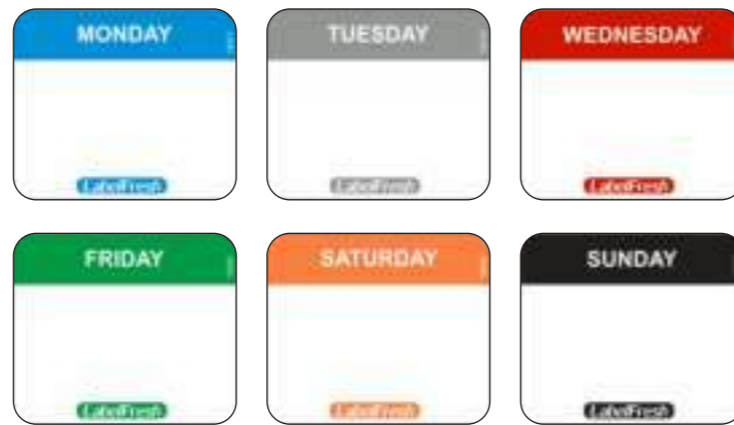 MONDAY
TUESDAY
WEDNESDAY
LabelFresh
LabelFresh
LabelFresh
FRIDAY
SATURDAY
SUNDAY
LabelFresh
LabelFresh
LabelFresh